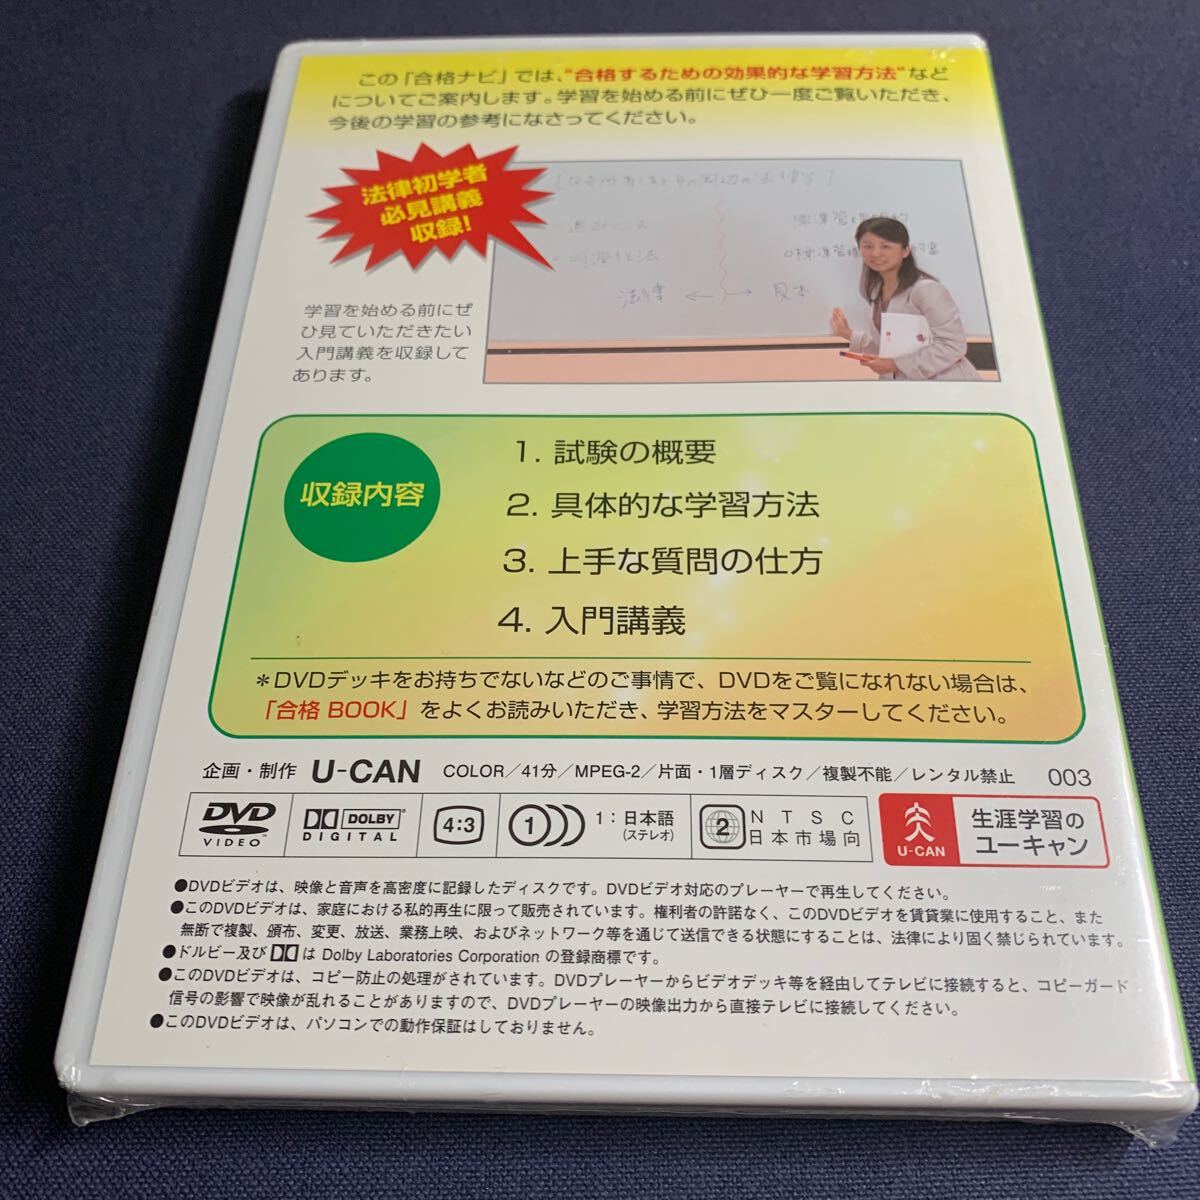 この「合格ナビ」では、"合格するための効果的な学習方法"など
についてご案内します。学習を始める前にぜひ一度ご覧いただき、
今後の学習の参考になさってください。
法律初学者
必見講義
収録!
法律 ←→ 見本
学習を始める前にぜ
ひ見ていただきたい
入門講義を収録して
あります。
収録内容
1. 試験の概要
2. 具体的な学習方法
3. 上手な質問の仕方
4. 入門講義
＊DVDデッキをお持ちでないなどのご事情で、DVDをご覧になれない場合は、
「合格 BOOK」をよくお読みいただき、学習方法をマスターしてください。
企画・制作 U-CAN COLOR／41分／MPEG-2／片面・1層ディスク／複製不能／レンタル禁止 003
DVD
VIDEO
DOLBY
DIGITAL
4:3
1
1：日本語
(ステレオ)
2
NTSC
日本市場向
U-CAN
生涯学習の
ユーキャン
●DVDビデオは、映像と音声を高密度に記録したディスクです。DVDビデオ対応のプレーヤーで再生してください。
●このDVDビデオは、家庭における私的再生に限って販売されています。権利者の許諾なく、このDVDビデオを賃貸業に使用すること、また
無断で複製、頒布、変更、放送、業務上映、およびネットワーク等を通じて送信できる状態にすることは、法律により固く禁じられています。
●ドルビー及び は Dolby Laboratories Corporation の登録商標です。
●このDVDビデオは、コピー防止の処理がされています。DVDプレーヤーからビデオデッキ等を経由してテレビに接続すると、コピーガード
信号の影響で映像が乱れることがありますので、DVDプレーヤーの映像出力から直接テレビに接続してください。
●このDVDビデオは、パソコンでの動作保証はしておりません。